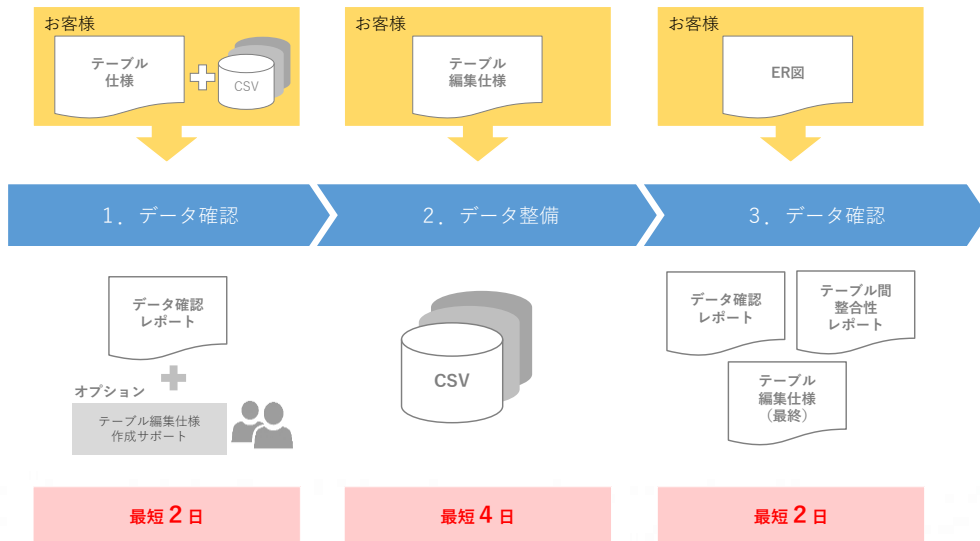 お客様
テーブル
仕様
CSV
お客様
テーブル
編集仕様
お客様
ER図
1．データ確認
2．データ整備
3．データ確認
データ確認
レポート
オプション
テーブル編集仕様
作成サポート
CSV
データ確認
レポート
テーブル間
整合性
レポート
テーブル
編集仕様
（最終）
最短2日
最短4日
最短2日